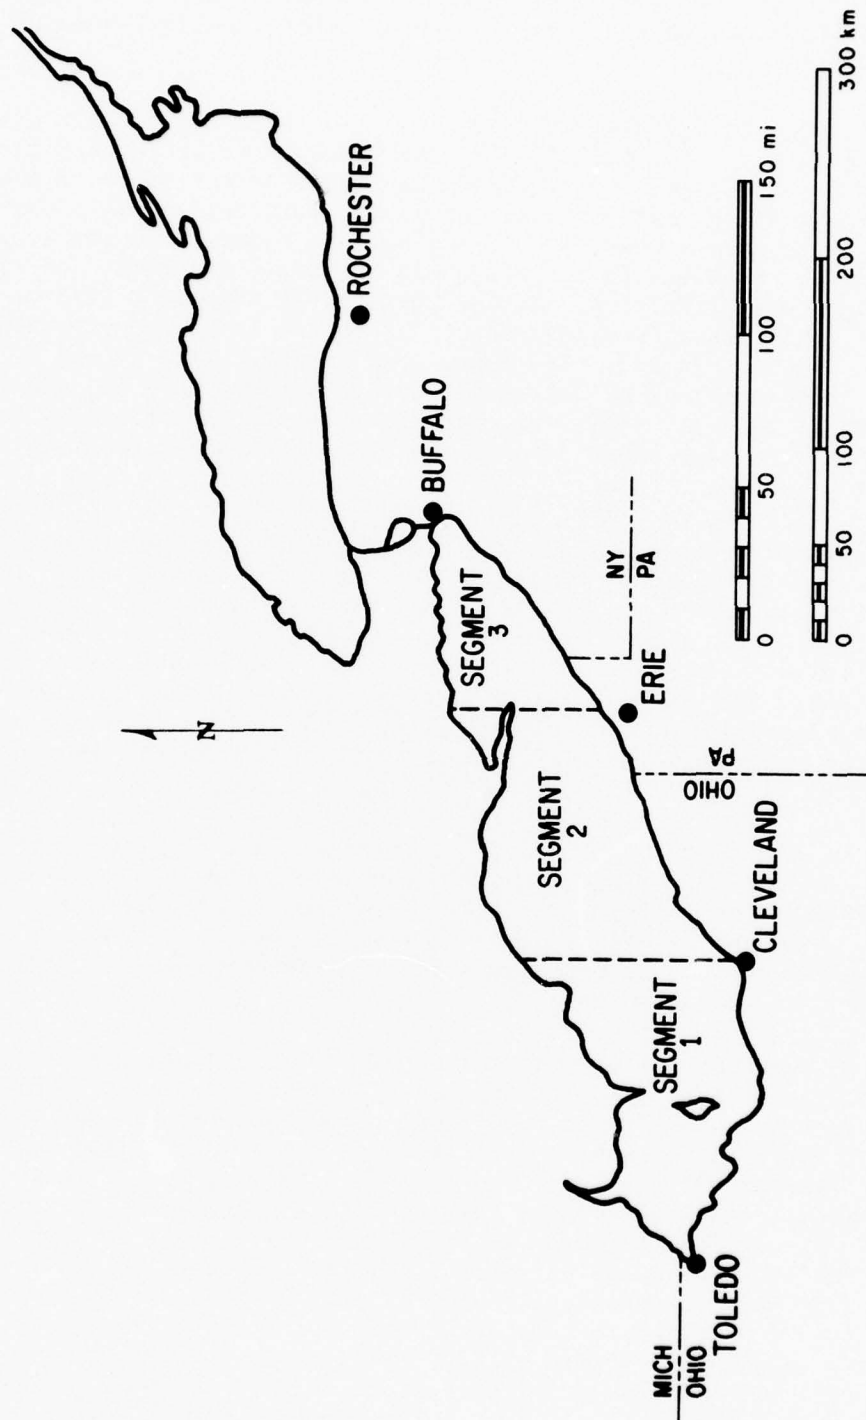 N
ROCHESTER
BUFFALO
SEGMENT
3
NY
PA
ERIE
SEGMENT
2
OHIO
PA
CLEVELAND
SEGMENT
1
MICH
OHIO
TOLEDO
0 50 100 150 mi
0 50 100 200 300 km